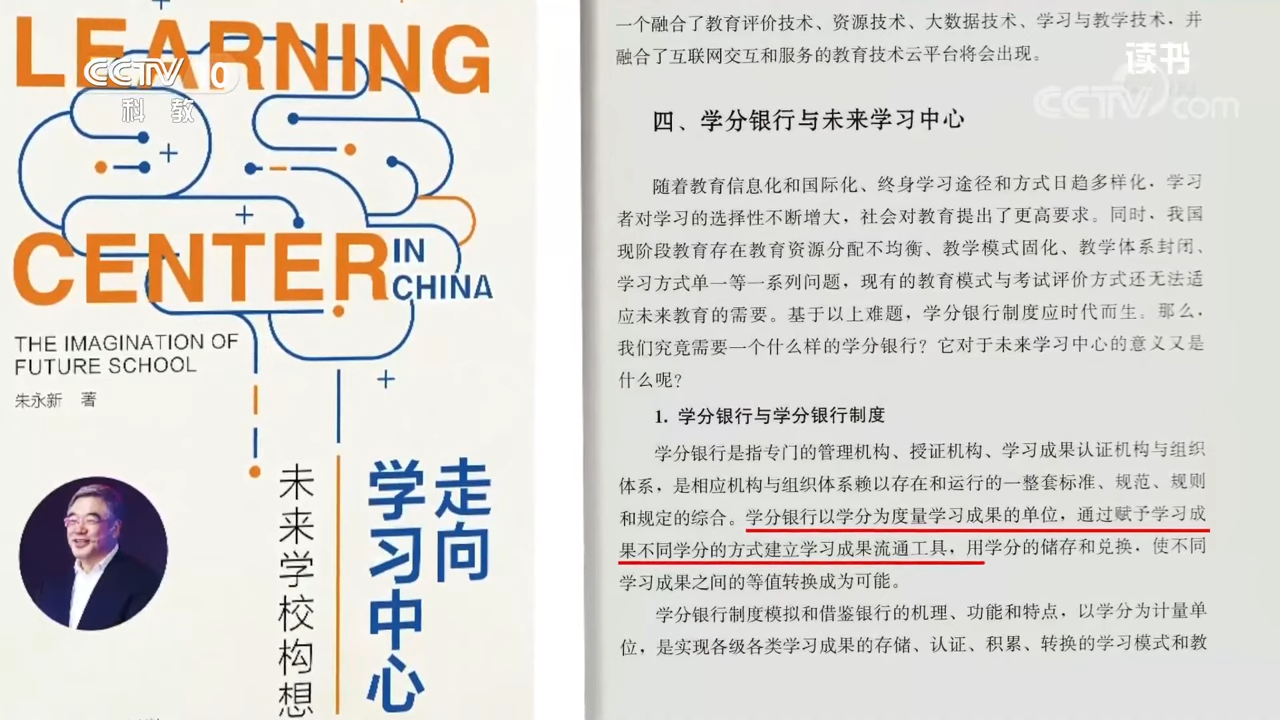 LEARNING
CCTV 10
科教
CENTER
IN
CHINA
THE IMAGINATION OF
FUTURE SCHOOL
朱永新 著
走向
学习中心
未来学校构想
读书
CCTV.com
一个融合了教育评价技术、资源技术、大数据技术、学习与教学技术，并
融合了互联网交互和服务的教育技术云平台将会出现。
四、学分银行与未来学习中心
随着教育信息化和国际化、终身学习途径和方式日趋多样化，学习
者对学习的选择性不断增大，社会对教育提出了更高要求。同时，我国
现阶段教育存在教育资源分配不均衡、教学模式固化、教学体系封闭、
学习方式单一等一系列问题，现有的教育模式与考试评价方式还无法适
应未来教育的需要。基于以上难题，学分银行制度应时代而生。那么，
我们究竟需要一个什么样的学分银行？它对于未来学习中心的意义又是
什么呢？
1. 学分银行与学分银行制度
学分银行是指专门的管理机构、授证机构、学习成果认证机构与组织
体系，是相应机构与组织体系赖以存在和运行的一整套标准、规范、规则
和规定的综合。学分银行以学分为度量学习成果的单位，通过赋予学习成
果不同学分的方式建立学习成果流通工具，用学分的储存和兑换，使不同
学习成果之间的等值转换成为可能。
学分银行制度模拟和借鉴银行的机理、功能和特点，以学分为计量单
位，是实现各级各类学习成果的存储、认证、积累、转换的学习模式和教